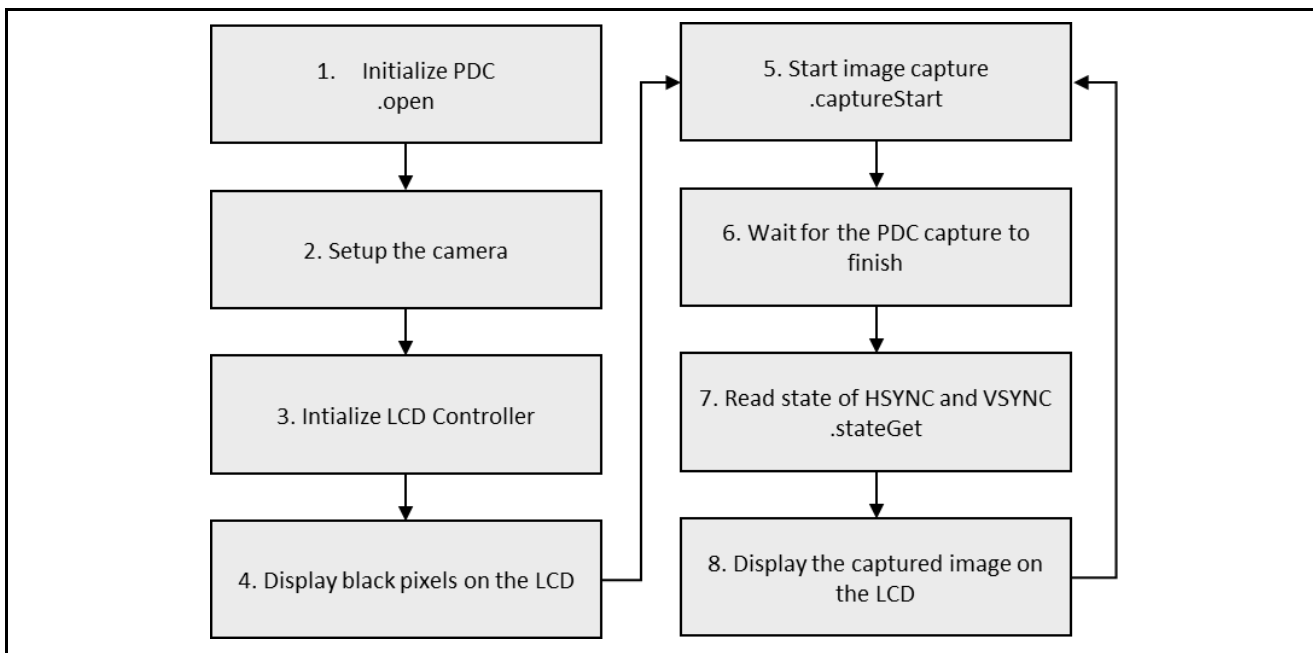 1. Initialize PDC
.open
2. Setup the camera
3. Intialize LCD Controller
4. Display black pixels on the LCD
5. Start image capture
.captureStart
6. Wait for the PDC capture to
finish
7. Read state of HSYNC and VSYNC
.stateGet
8. Display the captured image on
the LCD